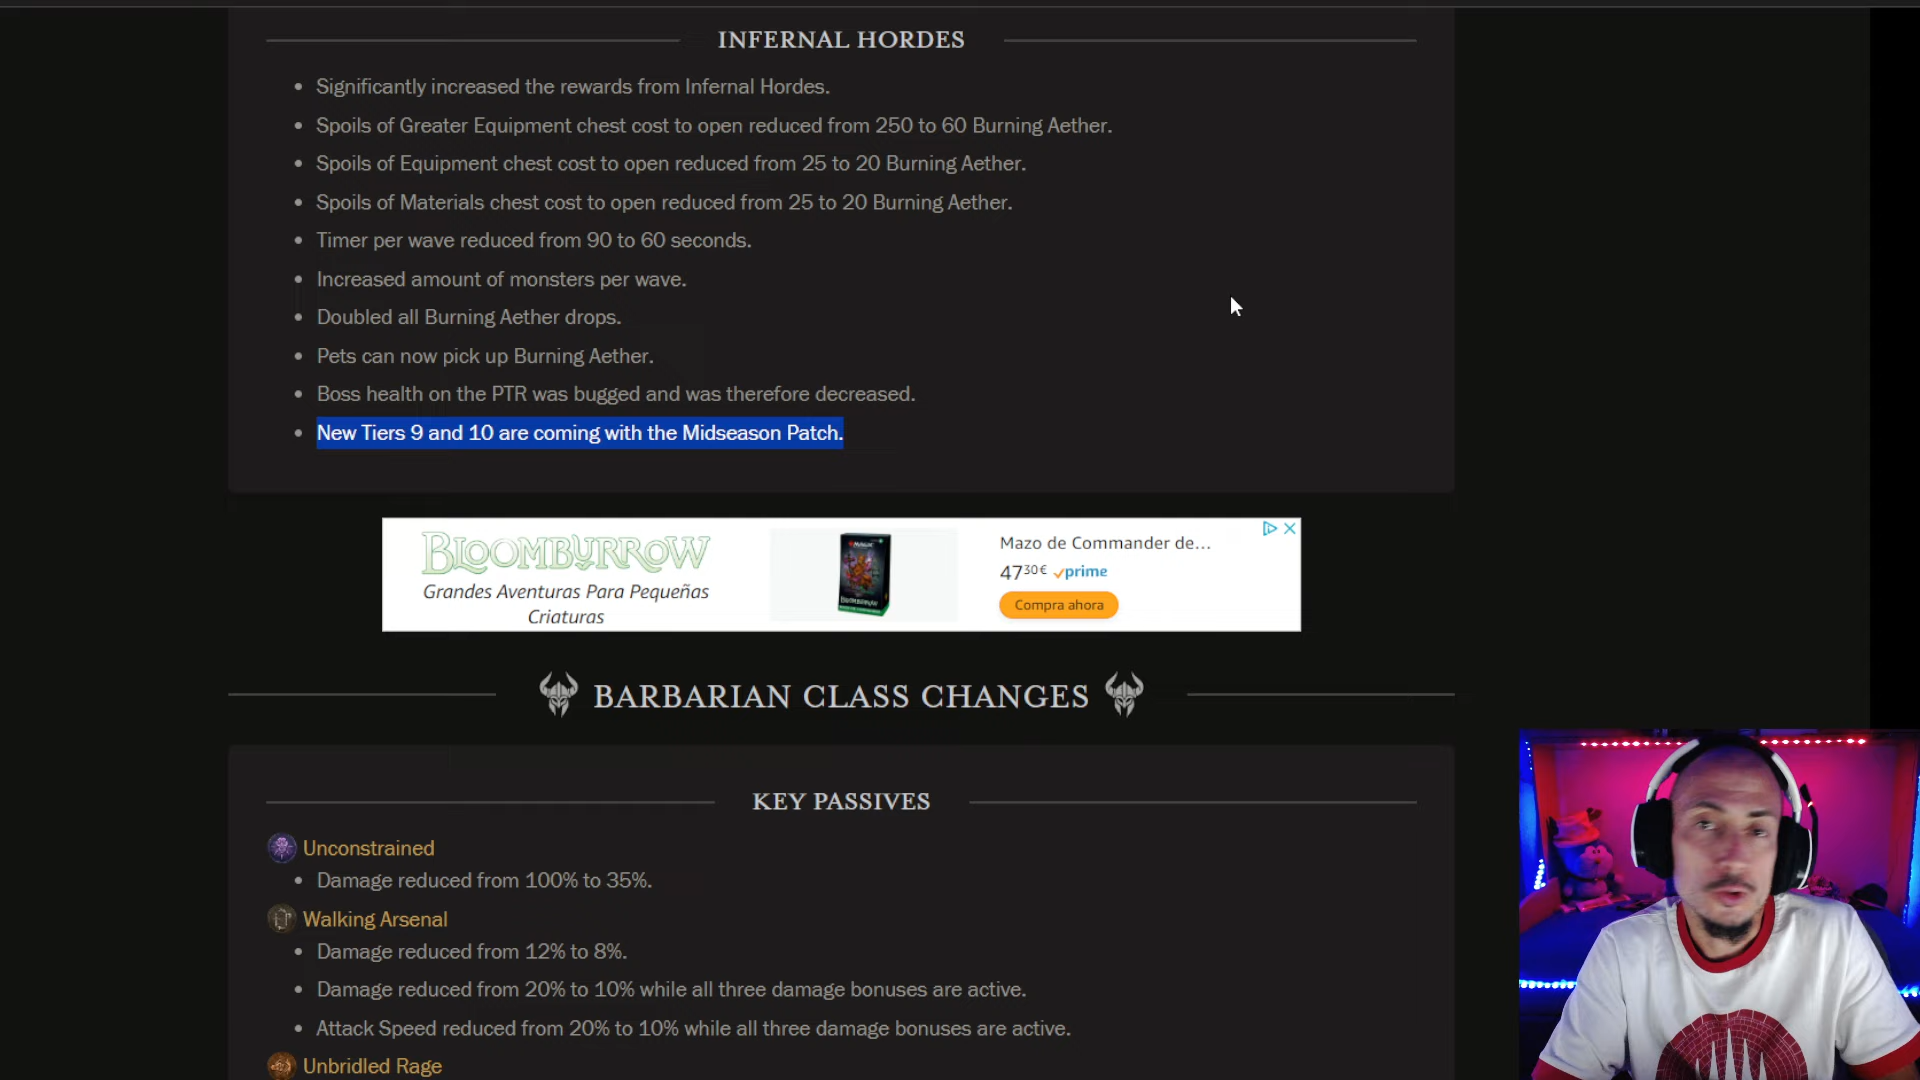 INFERNAL HORDES
Significantly increased the rewards from Infernal Hordes.
Spoils of Greater Equipment chest cost to open reduced from 250 to 60 Burning Aether.
Spoils of Equipment chest cost to open reduced from 25 to 20 Burning Aether.
Spoils of Materials chest cost to open reduced from 25 to 20 Burning Aether.
Timer per wave reduced from 90 to 60 seconds.
Increased amount of monsters per wave.
Doubled all Burning Aether drops.
Pets can now pick up Burning Aether.
Boss health on the PTR was bugged and was therefore decreased.
New Tiers 9 and 10 are coming with the Midseason Patch.
BLOOMBURROW
Grandes Aventuras Para Pequeñas
Criaturas
Mazo de Commander de...
47 30 € prime
Compra ahora
BARBARIAN CLASS CHANGES
KEY PASSIVES
Unconstrained
Damage reduced from 100% to 35%.
Walking Arsenal
Damage reduced from 12% to 8%.
Damage reduced from 20% to 10% while all three damage bonuses are active.
Attack Speed reduced from 20% to 10% while all three damage bonuses are active.
Unbridled Rage